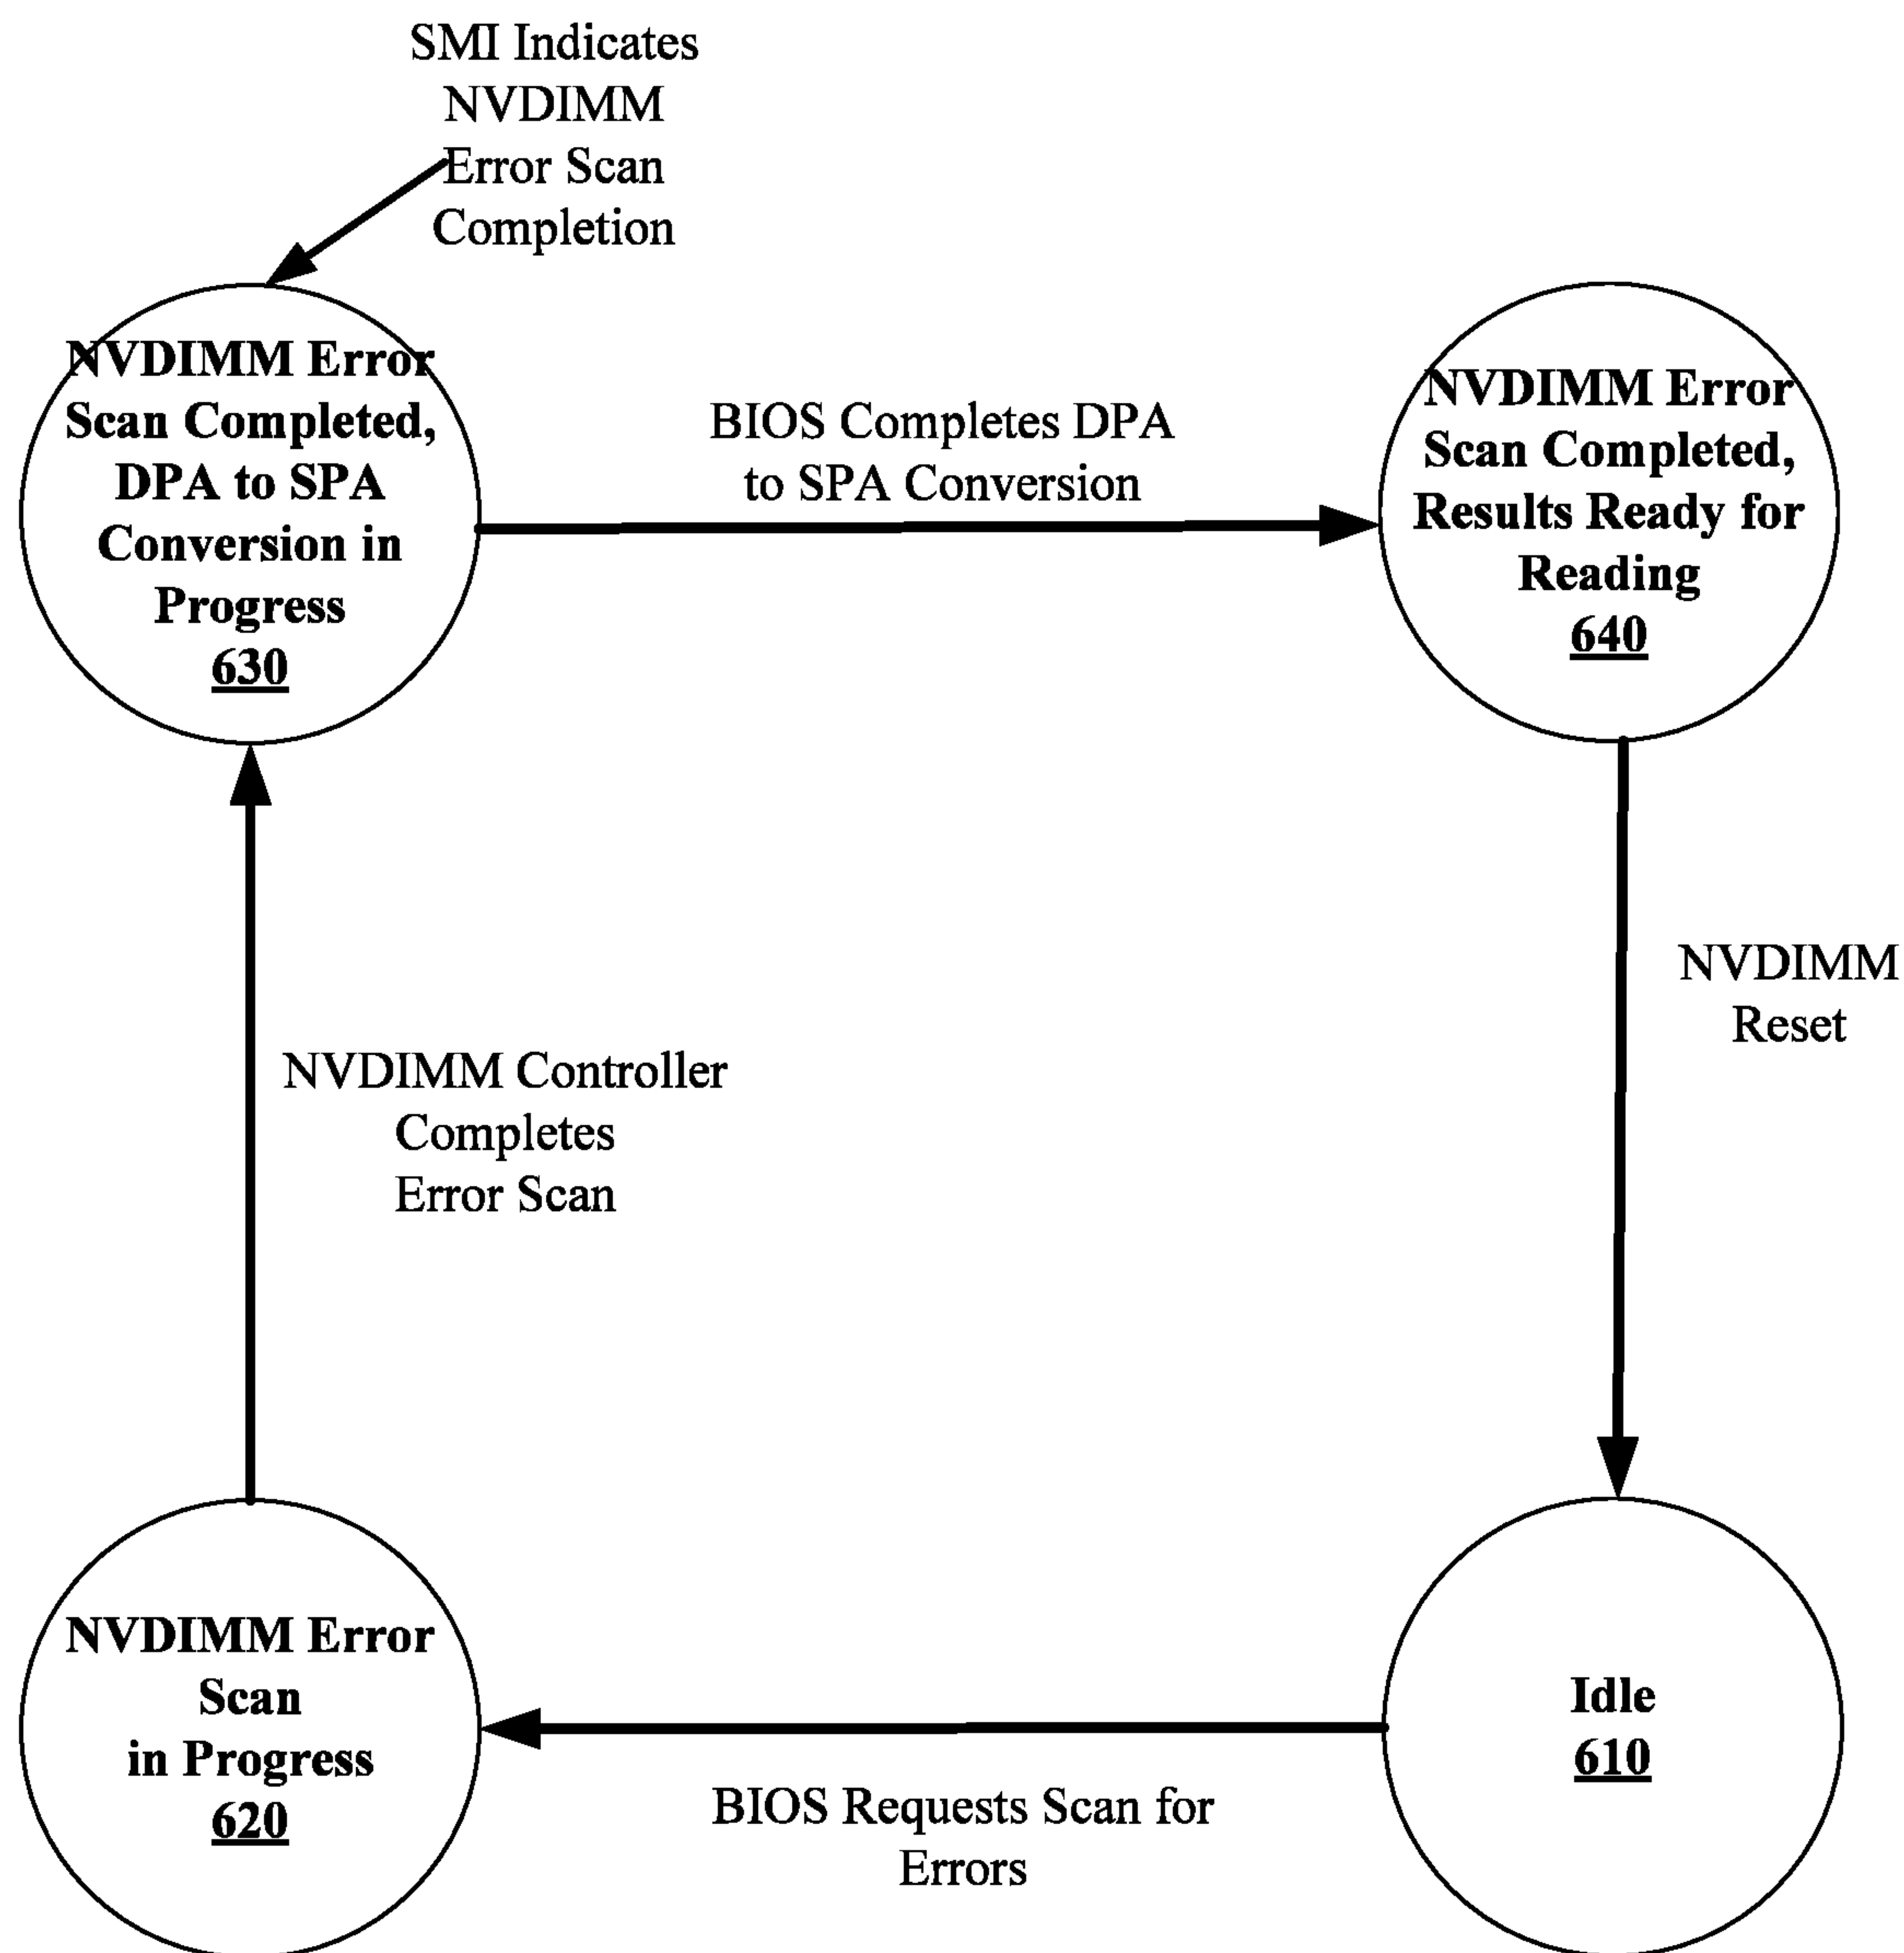 SMI Indicates
NVDIMM
Error Scan
Completion
NVDIMM Error
Scan Completed,
DPA to SPA
Conversion in
Progress
630
BIOS Completes DPA
to SPA Conversion
NVDIMM Error
Scan Completed,
Results Ready for
Reading
640
NVDIMM
Reset
NVDIMM Controller
Completes
Error Scan
NVDIMM Error
Scan
in Progress
620
BIOS Requests Scan for
Errors
Idle
610